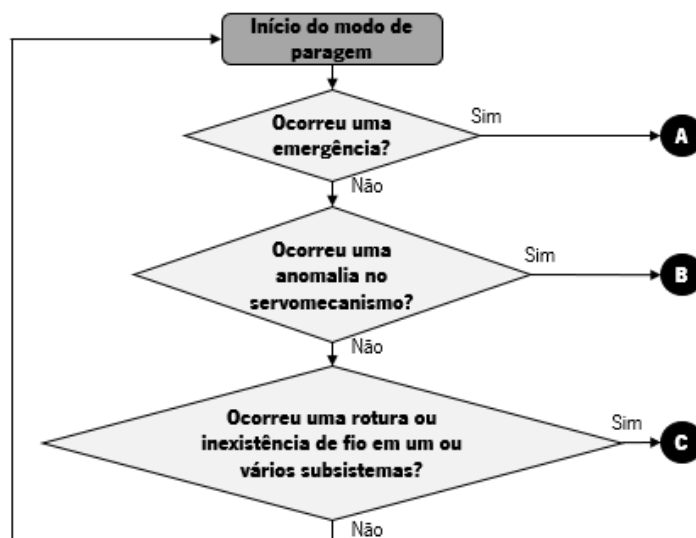 Início do modo de
paragem
Ocorreu uma
emergência?
Sim
A
Não
Ocorreu uma
anomalia no
servomecanismo?
Sim
B
Não
Ocorreu uma rotura ou
inexistência de fio em um ou
vários subsistemas?
Sim
C
Não